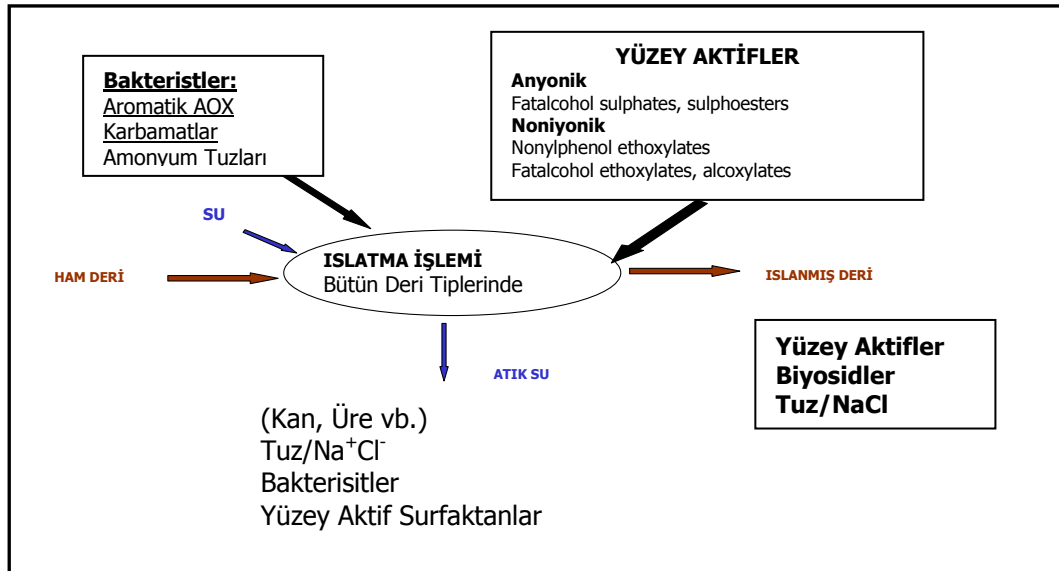 Bakteristler:
Aromatik AOX
Karbamatlar
Amonyum Tuzları
YÜZEY AKTİFLER
Anyonik
Fatalcohol sulphates, sulphoesters
Noniyonik
Nonylphenol ethoxylates
Fatalcohol ethoxylates, alcoxylates
SU
HAM DERİ
ISLATMA İŞLEMİ
Bütün Deri Tiplerinde
ISLANMIŞ DERİ
ATIK SU
Yüzey Aktifler
Biyosidler
Tuz/NaCl
(Kan, Üre vb.)
Tuz/Na⁺Cl⁻
Bakterisitler
Yüzey Aktif Surfaktanlar